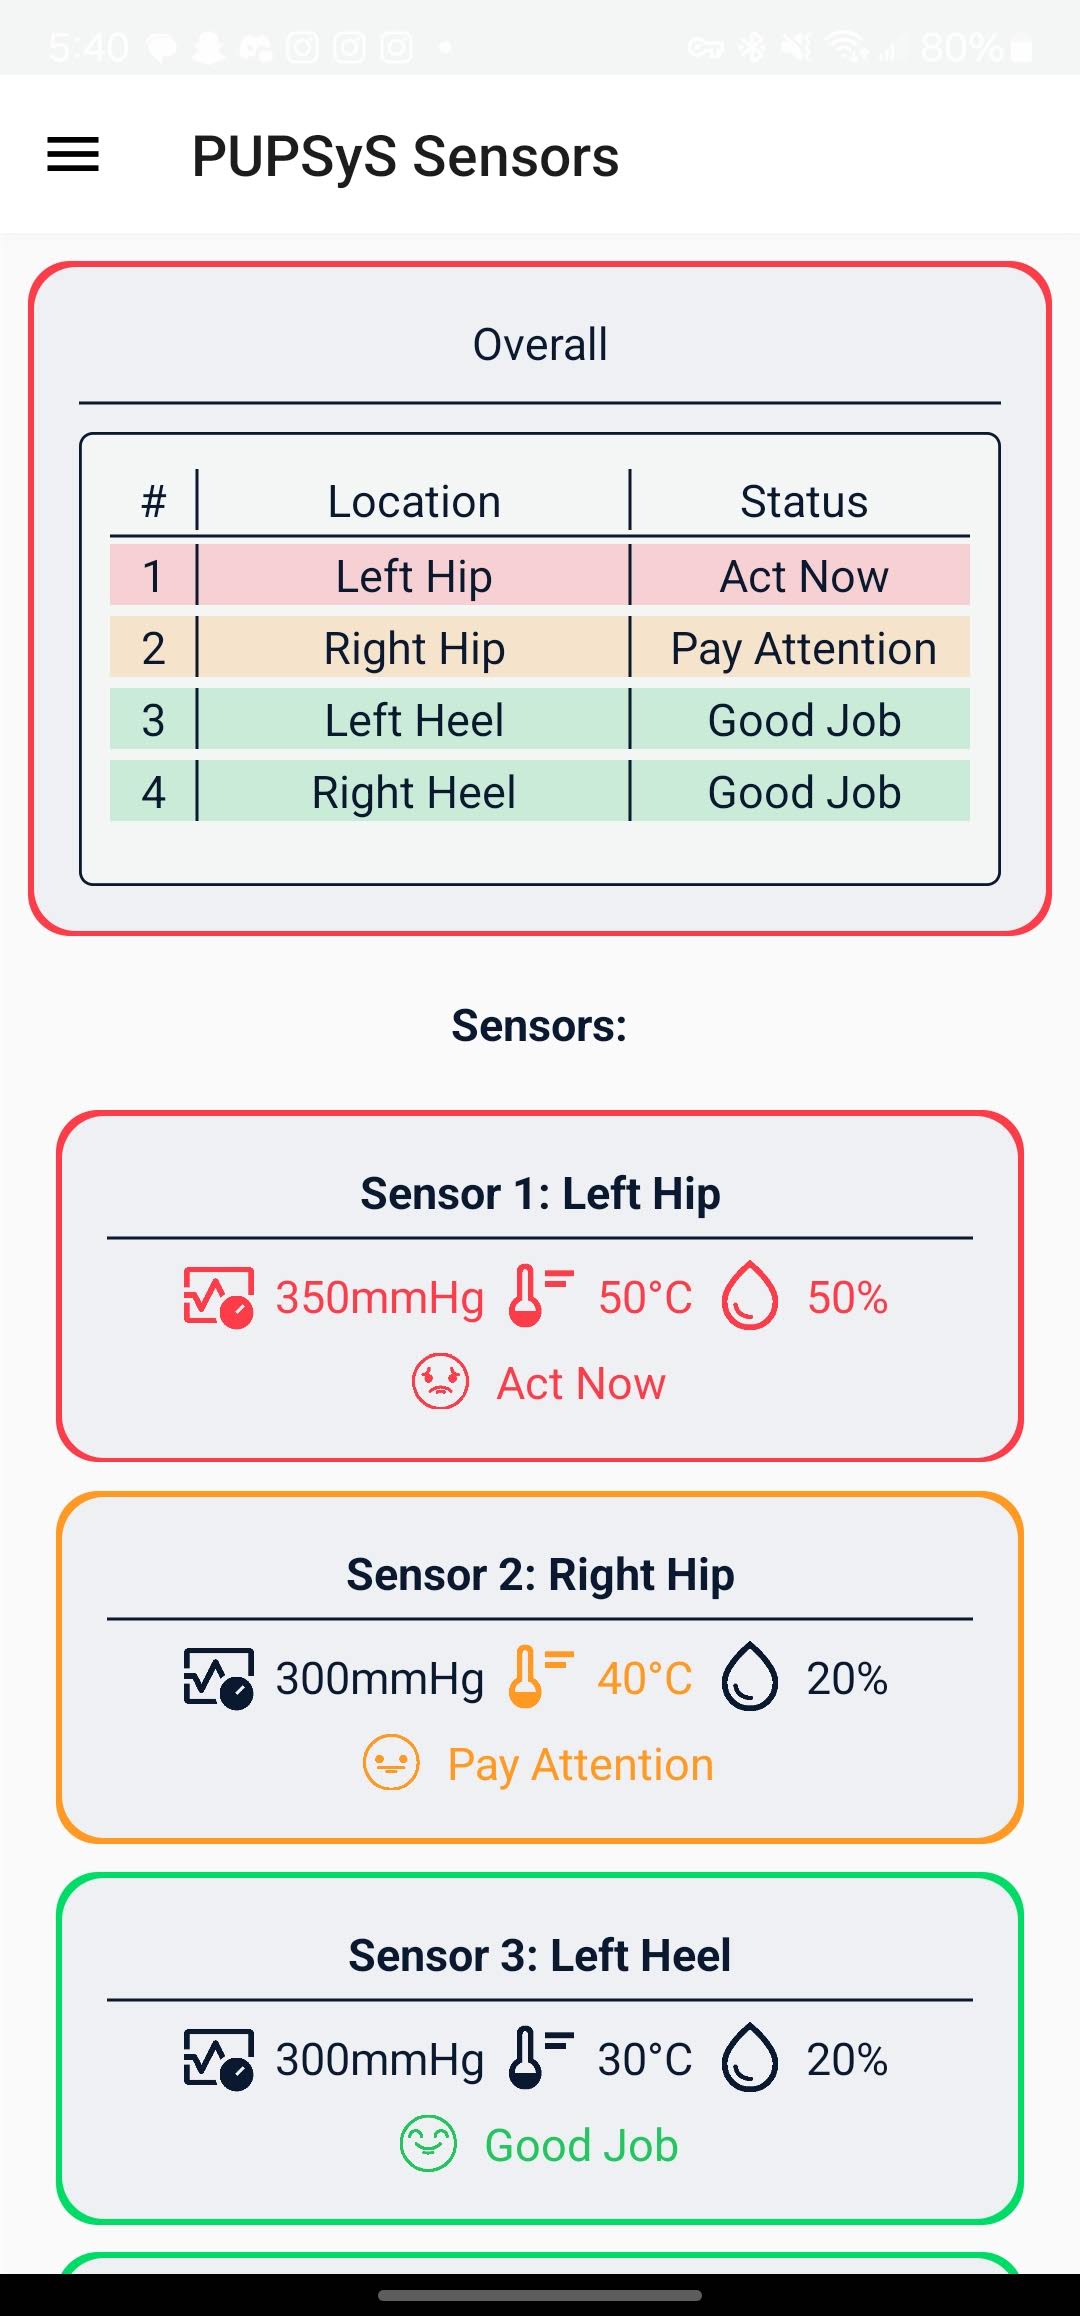 5:40 80%
PUPSyS Sensors
Overall
# Location Status
1 Left Hip Act Now
2 Right Hip Pay Attention
3 Left Heel Good Job
4 Right Heel Good Job
Sensors:
Sensor 1: Left Hip
350mmHg 50°C 50%
Act Now
Sensor 2: Right Hip
300mmHg 40°C 20%
Pay Attention
Sensor 3: Left Heel
300mmHg 30°C 20%
Good Job